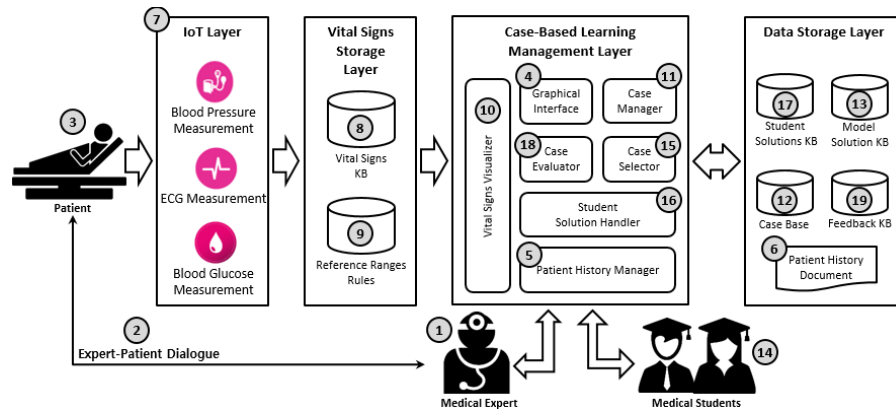 7
IoT Layer
Blood Pressure
Measurement
ECG Measurement
Blood Glucose
Measurement
3
Patient
Vital Signs
Storage
Layer
8
Vital Signs
KB
9
Reference Ranges
Rules
Case-Based Learning
Management Layer
10
Vital Signs Visualizer
4
Graphical
Interface
11
Case
Manager
18
Case
Evaluator
15
Case
Selector
16
Student
Solution Handler
5
Patient History Manager
Data Storage Layer
17
Student
Solutions KB
13
Model
Solution KB
12
Case Base
19
Feedback KB
6
Patient History
Document
2
Expert-Patient Dialogue
1
Medical Expert
14
Medical Students